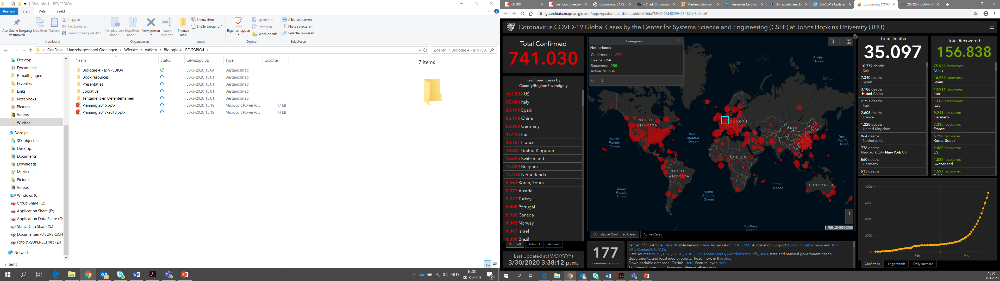 Biologie 4 - BFVP3BIO4
Bestand
Start
Delen
Beeld
Aan Snelle toegang vastmaken
Kopiëren
Plakken
Knippen
Pad kopiëren
Snelkoppeling plakken
Klembord
Verplaatsen naar
Kopiëren naar
Verwijderen
Naam wijzigen
Organiseren
Nieuwe map
Nieuw item
Snelle toegang
Nieuw
Eigenschappen
Openen
Bewerken
Geschiedenis
Openen
Alles selecteren
Niets selecteren
Selectie omkeren
Selecteren
OneDrive - Hanzehogeschool Groningen > Wietske > Vakken > Biologie 4 - BFVP3BIO4 >
Zoeken in Biologie 4 - BFVP3B...
Desktop
Documents
E-mailbijlagen
Favorites
Links
Notebooks
Pictures
Videos
Wietske
Deze pc
3D-objecten
Desktop
Documents
Downloads
Muziek
Pictures
Videos
Windows (C:)
Group Share (G:)
Application Share (P:)
Application Data Share (Q:
Static Data Share (S:)
Documenten (\\SUPERSCH
Foto (\\SUPERSCHIJF) (Z:)
Netwerk
Naam Status Gewijzigd op Type Grootte
Biologie 4 - BFVP3BIO4 30-3-2020 15:04 Bestandsmap
Book resources 30-3-2020 15:01 Bestandsmap
Presentaties 30-3-2020 15:01 Bestandsmap
Socrative 30-3-2020 15:01 Bestandsmap
Tentamens en Oefententamen 30-3-2020 15:01 Bestandsmap
Planning 2016.pptx 30-3-2020 15:19 Microsoft PowerPo... 47 kB
Planning 2017-2018.pptx 30-3-2020 15:19 Microsoft PowerPo... 44 kB
7 items
7 items
NLD
16:30
30-3-2020
2
OSIRIS
Dashboard medew
Coronavirus SARS -
• Chart: Coronavirus
MasteringBiology
Resources by Chapt
Our experts are cloc
COVID-19 Updates
Coronavirus COVID
200128-nCoV-whit
gisanddata.maps.arcgis.com/apps/opsdashboard/index.html#/bda7594740fd40299423467b48e9ecf6
Coronavirus COVID-19 Global Cases by the Center for Systems Science and Engineering (CSSE) at Johns Hopkins University (JHU)
Total Confirmed
741.030
Confirmed Cases by
Country/Region/Sovereignty
143.532 US
97.689 Italy
85.195 Spain
82.198 China
63.929 Germany
41.495 Iran
40.751 France
19.821 United Kingdom
15.526 Switzerland
11.899 Belgium
11.814 Netherlands
9.661 Korea, South
9.377 Austria
9.217 Turkey
6.408 Portugal
6.320 Canada
4.393 Norway
4.347 Israel
4.330 Brazil
Admin0
Admin1
Admin2
Last Updated at (M/D/YYYY)
3/30/2020 3:38:12 p.m.
1 weergeven
Netherlands
Confirmed: 11.750
Deaths: 864
Recovered: 250
Active: 10.636
Arctic Ocean
NORTH AMERICA
EUROPE
ASIA
North Pacific Ocean
North Atlantic Ocean
North Pacific Ocean
AFRICA
SOUTH AMERICA
Indian Ocean
AUSTRALIA
South Pacific Ocean
South Atlantic Ocean
Southern Ocean
Esri, FAO, NOAA
Cumulative Confirmed Cases
Active Cases
177
countries/regions
Lancet Inf Dis Article: Here. Mobile Version: Here. Visualization: JHU CSSE. Automation Support: Esri Living Atlas team and JHU
APL. Contact US. FAQ.
Data sources: WHO, CDC, ECDC, NHC, DXY, 1point3acres, Worldometers.info, BNO, state and national government health
departments, and local media reports. Read more in this blog.
Downloadable database: GitHub: Here. Feature layer: Here.
Confirmed cases include presumptive positive cases
Total Deaths
35.097
10.779 deaths
Italy
7.340 deaths
Spain
3.186 deaths
Hubei China
2.757 deaths
Iran
2.606 deaths
France
1.228 deaths
United Kingdom
864 deaths
Netherlands
776 deaths
New York City New York US
560 deaths
Germany
513 deaths
Belgium
Total Recovered
156.838
75.923 recovered
China
16.780 recovered
Spain
13.911 recovered
Iran
13.030 recovered
Italy
9.211 recovered
Germany
7.238 recovered
France
5.228 recovered
Korea, South
4.865 recovered
US
1.823 recovered
Switzerland
1.527 recovered
Belgium
800k
600k
400k
200k
0
Feb.
Mrt.
Confirmed
Logarithmic
Daily Increase
16:30
30-3-2020